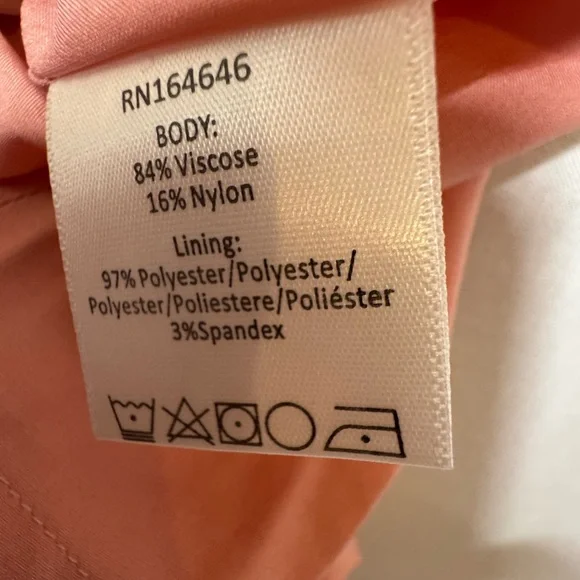 RN164646
BODY:
84% Viscose
16% Nylon
Lining:
97% Polyester/Polyester/
Polyester/Poliestere/Poliéster
3%Spandex